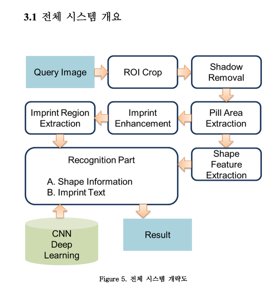 3.1 전체 시스템 개요
Query Image
ROI Crop
Shadow
Removal
Imprint Region
Extraction
Imprint
Enhancement
Pill Area
Extraction
Recognition Part
A. Shape Information
B. Imprint Text
Shape
Feature
Extraction
CNN
Deep
Learning
Result
Figure 5. 전체 시스템 개략도